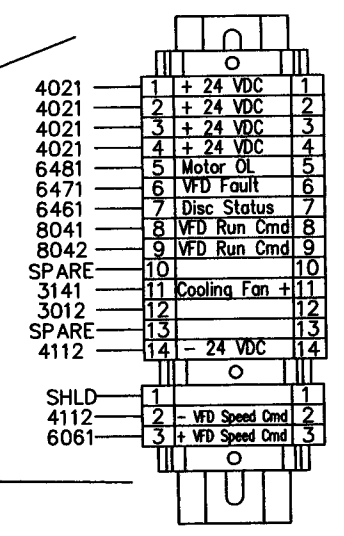 4021 1 + 24 VDC 1
4021 2 + 24 VDC 2
4021 3 + 24 VDC 3
4021 4 + 24 VDC 4
6481 5 Motor OL 5
6471 6 VFD Fault 6
6461 7 Disc Status 7
8041 8 VFD Run Cmd 8
8042 9 VFD Run Cmd 9
SPARE 10 10
3141 11 Cooling Fan + 11
3012 12 12
SPARE 13 13
4112 14 - 24 VDC 14
SHLD 1 1
4112 2 - VFD Speed Cmd 2
6061 3 + VFD Speed Cmd 3